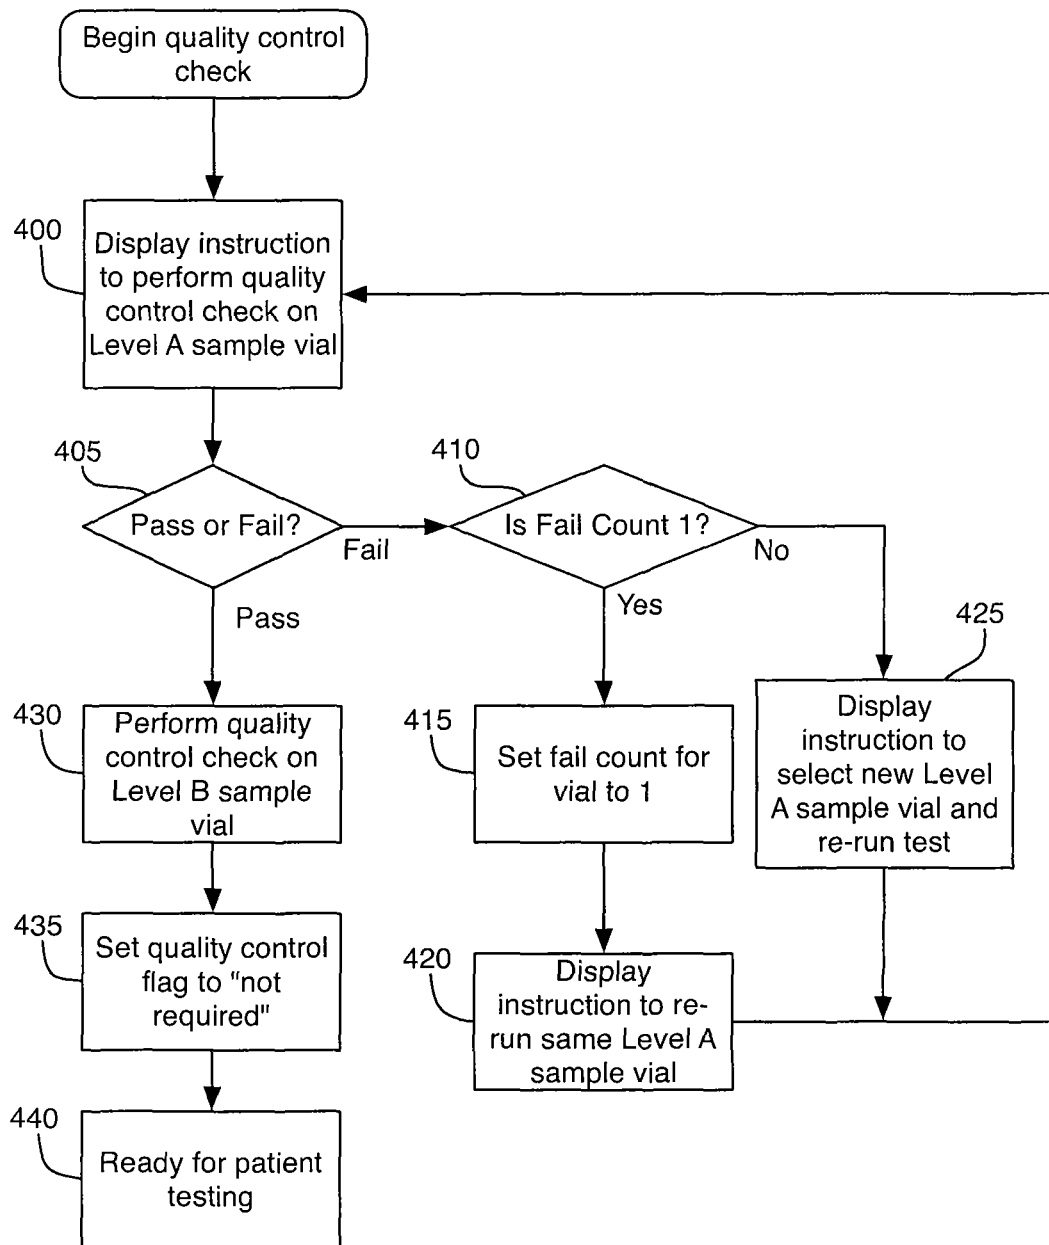 Begin quality control
check
400
Display instruction
to perform quality
control check on
Level A sample vial
405
Pass or Fail?
Fail
Pass
410
Is Fail Count 1?
No
Yes
425
Display
instruction to
select new Level
A sample vial and
re-run test
430
Perform quality
control check on
Level B sample
vial
415
Set fail count for
vial to 1
435
Set quality control
flag to "not
required"
420
Display
instruction to re-
run same Level A
sample vial
440
Ready for patient
testing